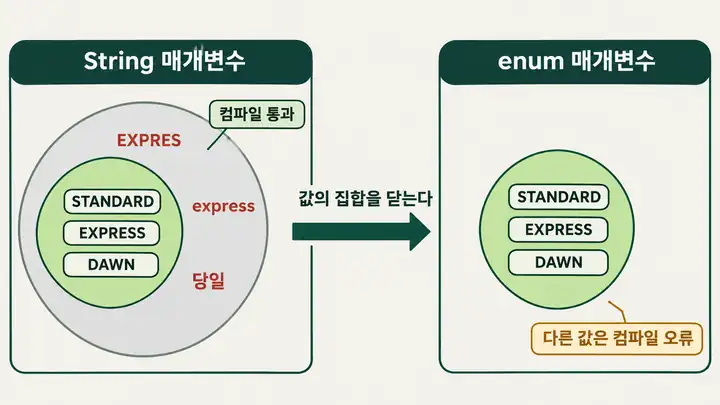 String 매개변수
컴파일 통과
EXPRES
STANDARD
EXPRESS
DAWN
express
당일
값의 집합을 닫는다
enum 매개변수
STANDARD
EXPRESS
DAWN
다른 값은 컴파일 오류